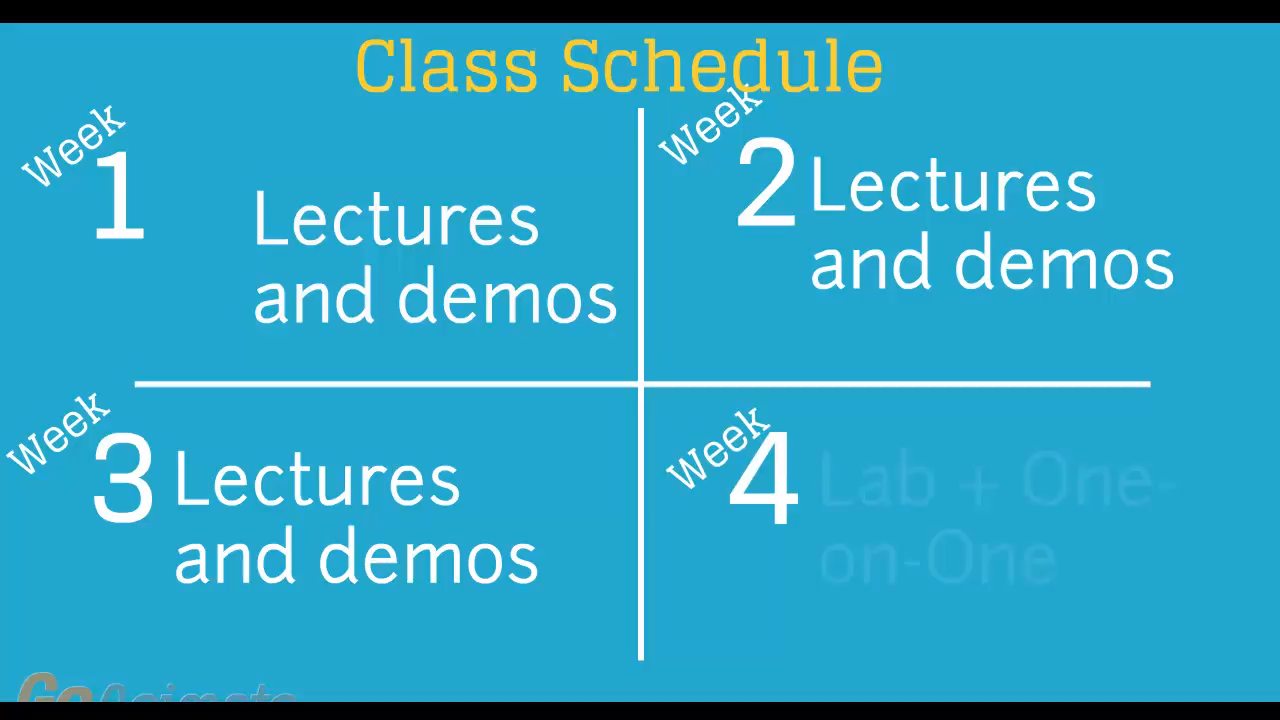 Class Schedule
Week
1
Lectures
and demos
Week
2
Lectures
and demos
Week
3
Lectures
and demos
Week
4
Lab + One-
on-One
GoAnimate